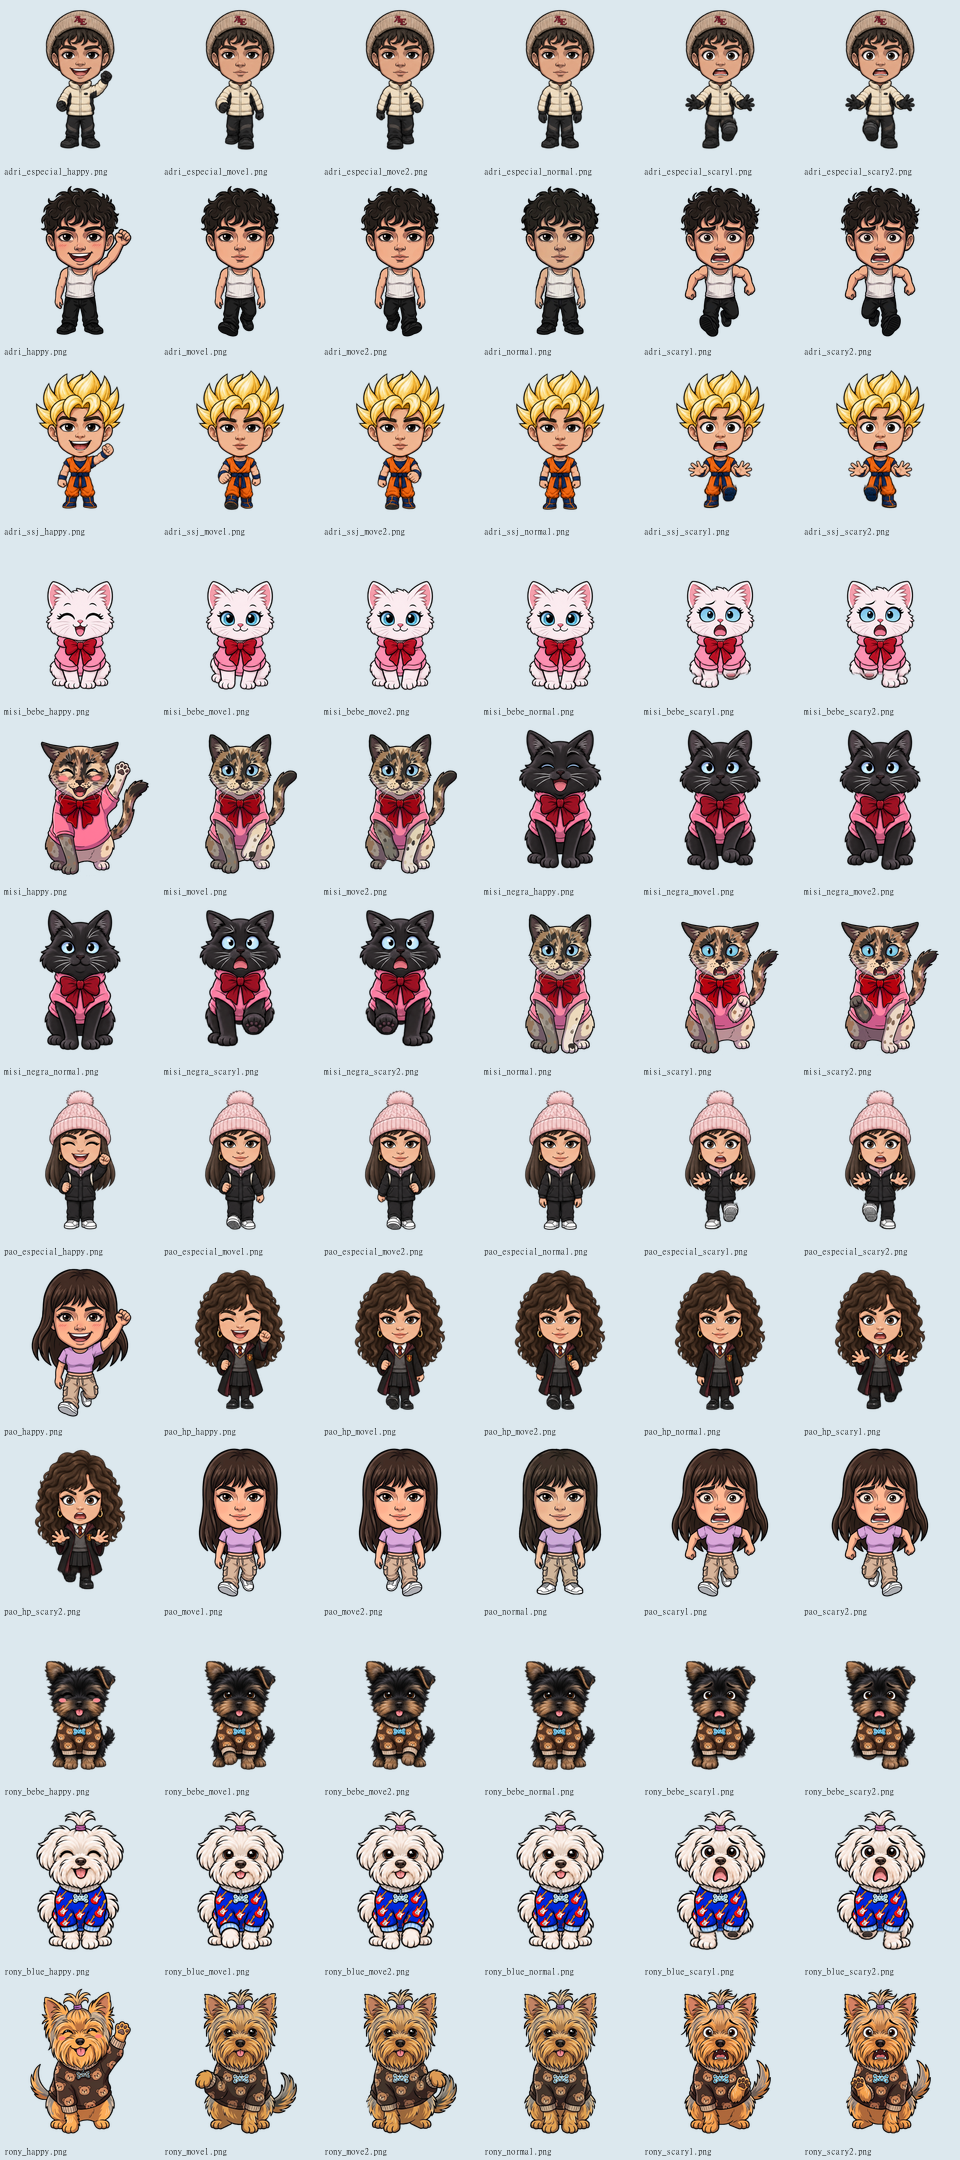 AE AE AE AE AE AE
adri_especial_happy.png adri_especial_move1.png adri_especial_move2.png adri_especial_normal.png adri_especial_scary1.png adri_especial_scary2.png
adri_happy.png adri_move1.png adri_move2.png adri_normal.png adri_scary1.png adri_scary2.png
adri_ssj_happy.png adri_ssj_move1.png adri_ssj_move2.png adri_ssj_normal.png adri_ssj_scary1.png adri_ssj_scary2.png
misi_bebe_happy.png misi_bebe_move1.png misi_bebe_move2.png misi_bebe_normal.png misi_bebe_scary1.png misi_bebe_scary2.png
misi_happy.png misi_move1.png misi_move2.png misi_negra_happy.png misi_negra_move1.png misi_negra_move2.png
misi_negra_normal.png misi_negra_scary1.png misi_negra_scary2.png misi_normal.png misi_scary1.png misi_scary2.png
pao_especial_happy.png pao_especial_move1.png pao_especial_move2.png pao_especial_normal.png pao_especial_scary1.png pao_especial_scary2.png
pao_happy.png pao_hp_happy.png pao_hp_move1.png pao_hp_move2.png pao_hp_normal.png pao_hp_scary1.png
pao_hp_scary2.png pao_move1.png pao_move2.png pao_normal.png pao_scary1.png pao_scary2.png
rony_bebe_happy.png rony_bebe_move1.png rony_bebe_move2.png rony_bebe_normal.png rony_bebe_scary1.png rony_bebe_scary2.png
rony_blue_happy.png rony_blue_move1.png rony_blue_move2.png rony_blue_normal.png rony_blue_scary1.png rony_blue_scary2.png
rony_happy.png rony_move1.png rony_move2.png rony_normal.png rony_scary1.png rony_scary2.png